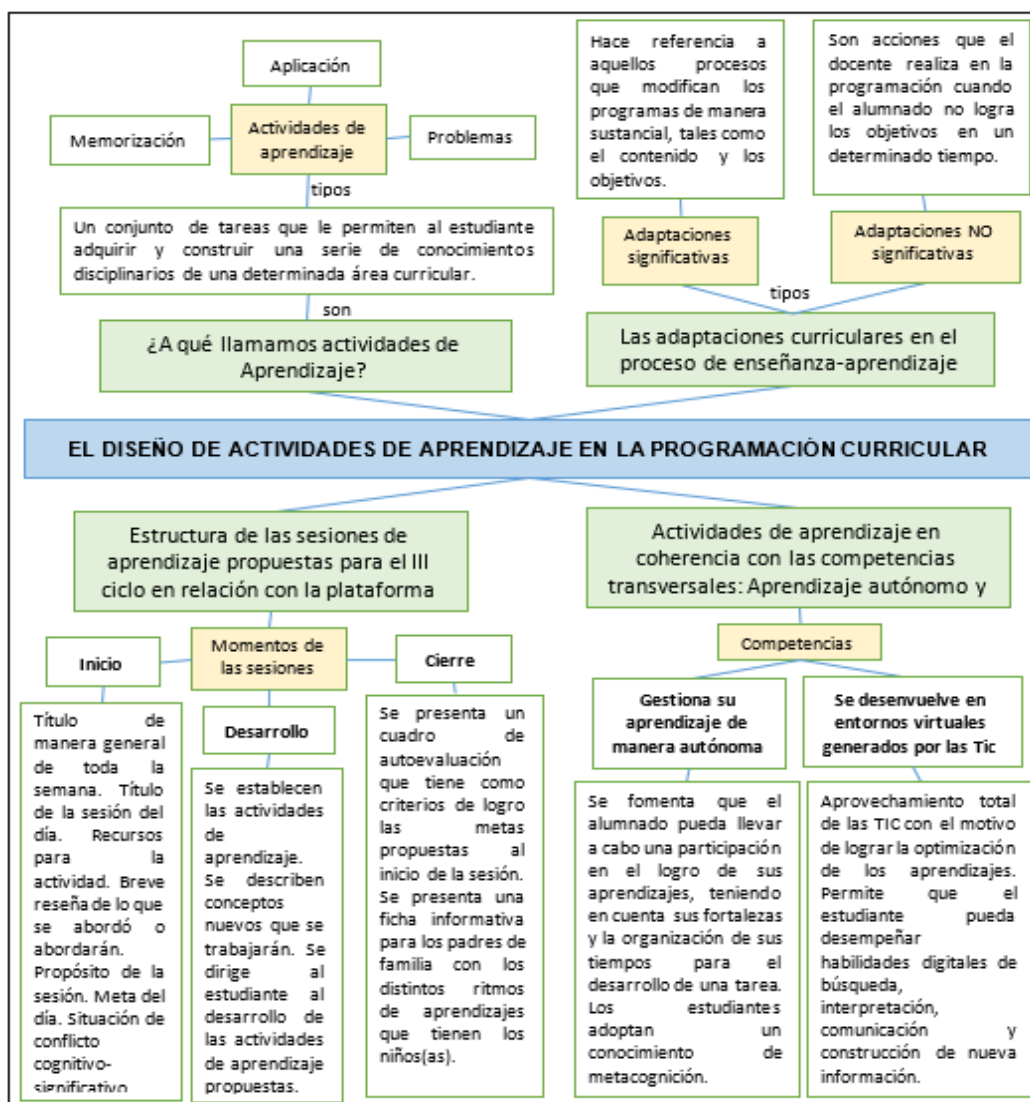 Aplicación
Memorización
Actividades de
aprendizaje
Problemas
tipos
Un conjunto de tareas que le permiten al estudiante
adquirir y construir una serie de conocimientos
disciplinarios de una determinada área curricular.
son
¿A qué llamamos actividades de
Aprendizaje?
Hace referencia a
aquellos procesos
que modifican los
programas de manera
sustancial, tales como
el contenido y los
objetivos.
Son acciones que el
docente realiza en la
programación cuando
el alumnado no logra
los objetivos en un
determinado tiempo.
Adaptaciones
significativas
Adaptaciones NO
significativas
tipos
Las adaptaciones curriculares en el
proceso de enseñanza-aprendizaje
EL DISEÑO DE ACTIVIDADES DE APRENDIZAJE EN LA PROGRAMACIÓN CURRICULAR
Estructura de las sesiones de
aprendizaje propuestas para el III
ciclo en relación con la plataforma
Momentos de
las sesiones
Inicio
Título de
manera general
de toda la
semana. Título
de la sesión del
día. Recursos
para la
actividad. Breve
reseña de lo que
se abordó o
abordarán.
Propósito de la
sesión. Meta del
día. Situación de
conflicto
cognitivo-
significativo
Desarrollo
Se establecen
las actividades
de
aprendizaje.
Se describen
conceptos
nuevos que se
trabajarán. Se
dirige al
estudiante al
desarrollo de
las actividades
de aprendizaje
propuestas.
Cierre
Se presenta un
cuadro de
autoevaluación
que tiene como
criterios de logro
las metas
propuestas al
inicio de la sesión.
Se presenta una
ficha informativa
para los padres de
familia con los
distintos ritmos
de aprendizajes
que tienen los
niños(as).
Actividades de aprendizaje en
coherencia con las competencias
transversales: Aprendizaje autónomo y
Competencias
Gestiona su
aprendizaje de
manera autónoma
Se fomenta que el
alumnado pueda llevar
a cabo una participación
en el logro de sus
aprendizajes, teniendo
en cuenta sus fortalezas
y la organización de sus
tiempos para el
desarrollo de una tarea.
Los estudiantes
adoptan un
conocimiento de
metacognición.
Se desenvuelve en
entornos virtuales
generados por las Tic
Aprovechamiento total
de las TIC con el motivo
de lograr la optimización
de los aprendizajes.
Permite que el
estudiante pueda
desempeñar
habilidades digitales de
búsqueda,
interpretación,
comunicación y
construcción de nueva
información.